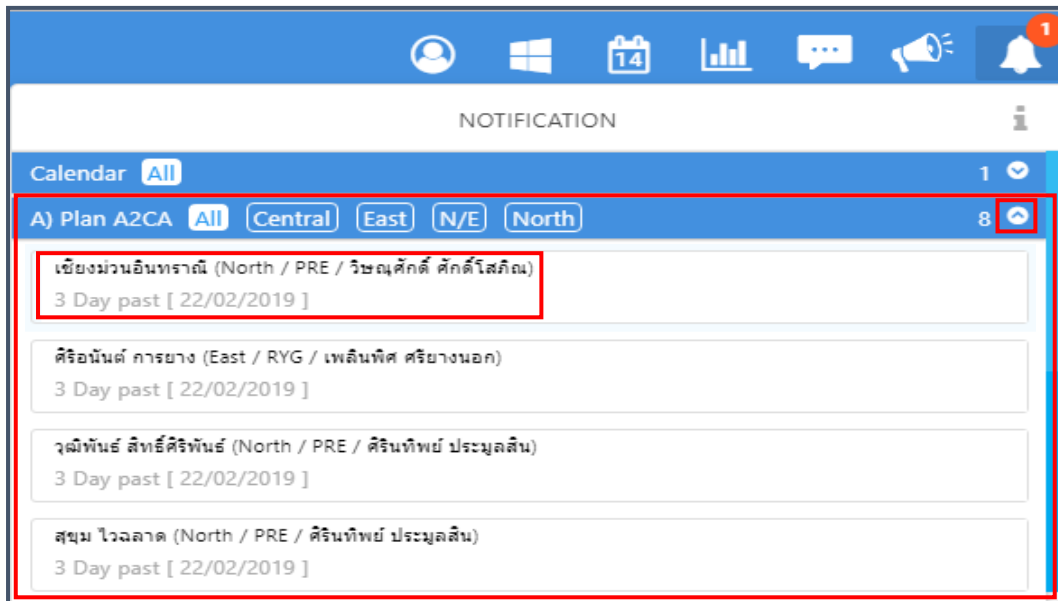 1
14
NOTIFICATION
Calendar All 1
A) Plan A2CA All Central East N/E North 8
เชียงม่วนอินทราณี (North / PRE / วิษณุศักดิ์ ศักดิ์โสภิณ)
3 Day past [ 22/02/2019 ]
ศิริอนันต์ การยาง (East / RYG / เพลินพิศ ศรียางนอก)
3 Day past [ 22/02/2019 ]
วุฒิพันธ์ สิทธิ์ศิริพันธ์ (North / PRE / ศิรินทิพย์ ประมูลสิน)
3 Day past [ 22/02/2019 ]
สุขุม ไวฉลาด (North / PRE / ศิรินทิพย์ ประมูลสิน)
3 Day past [ 22/02/2019 ]